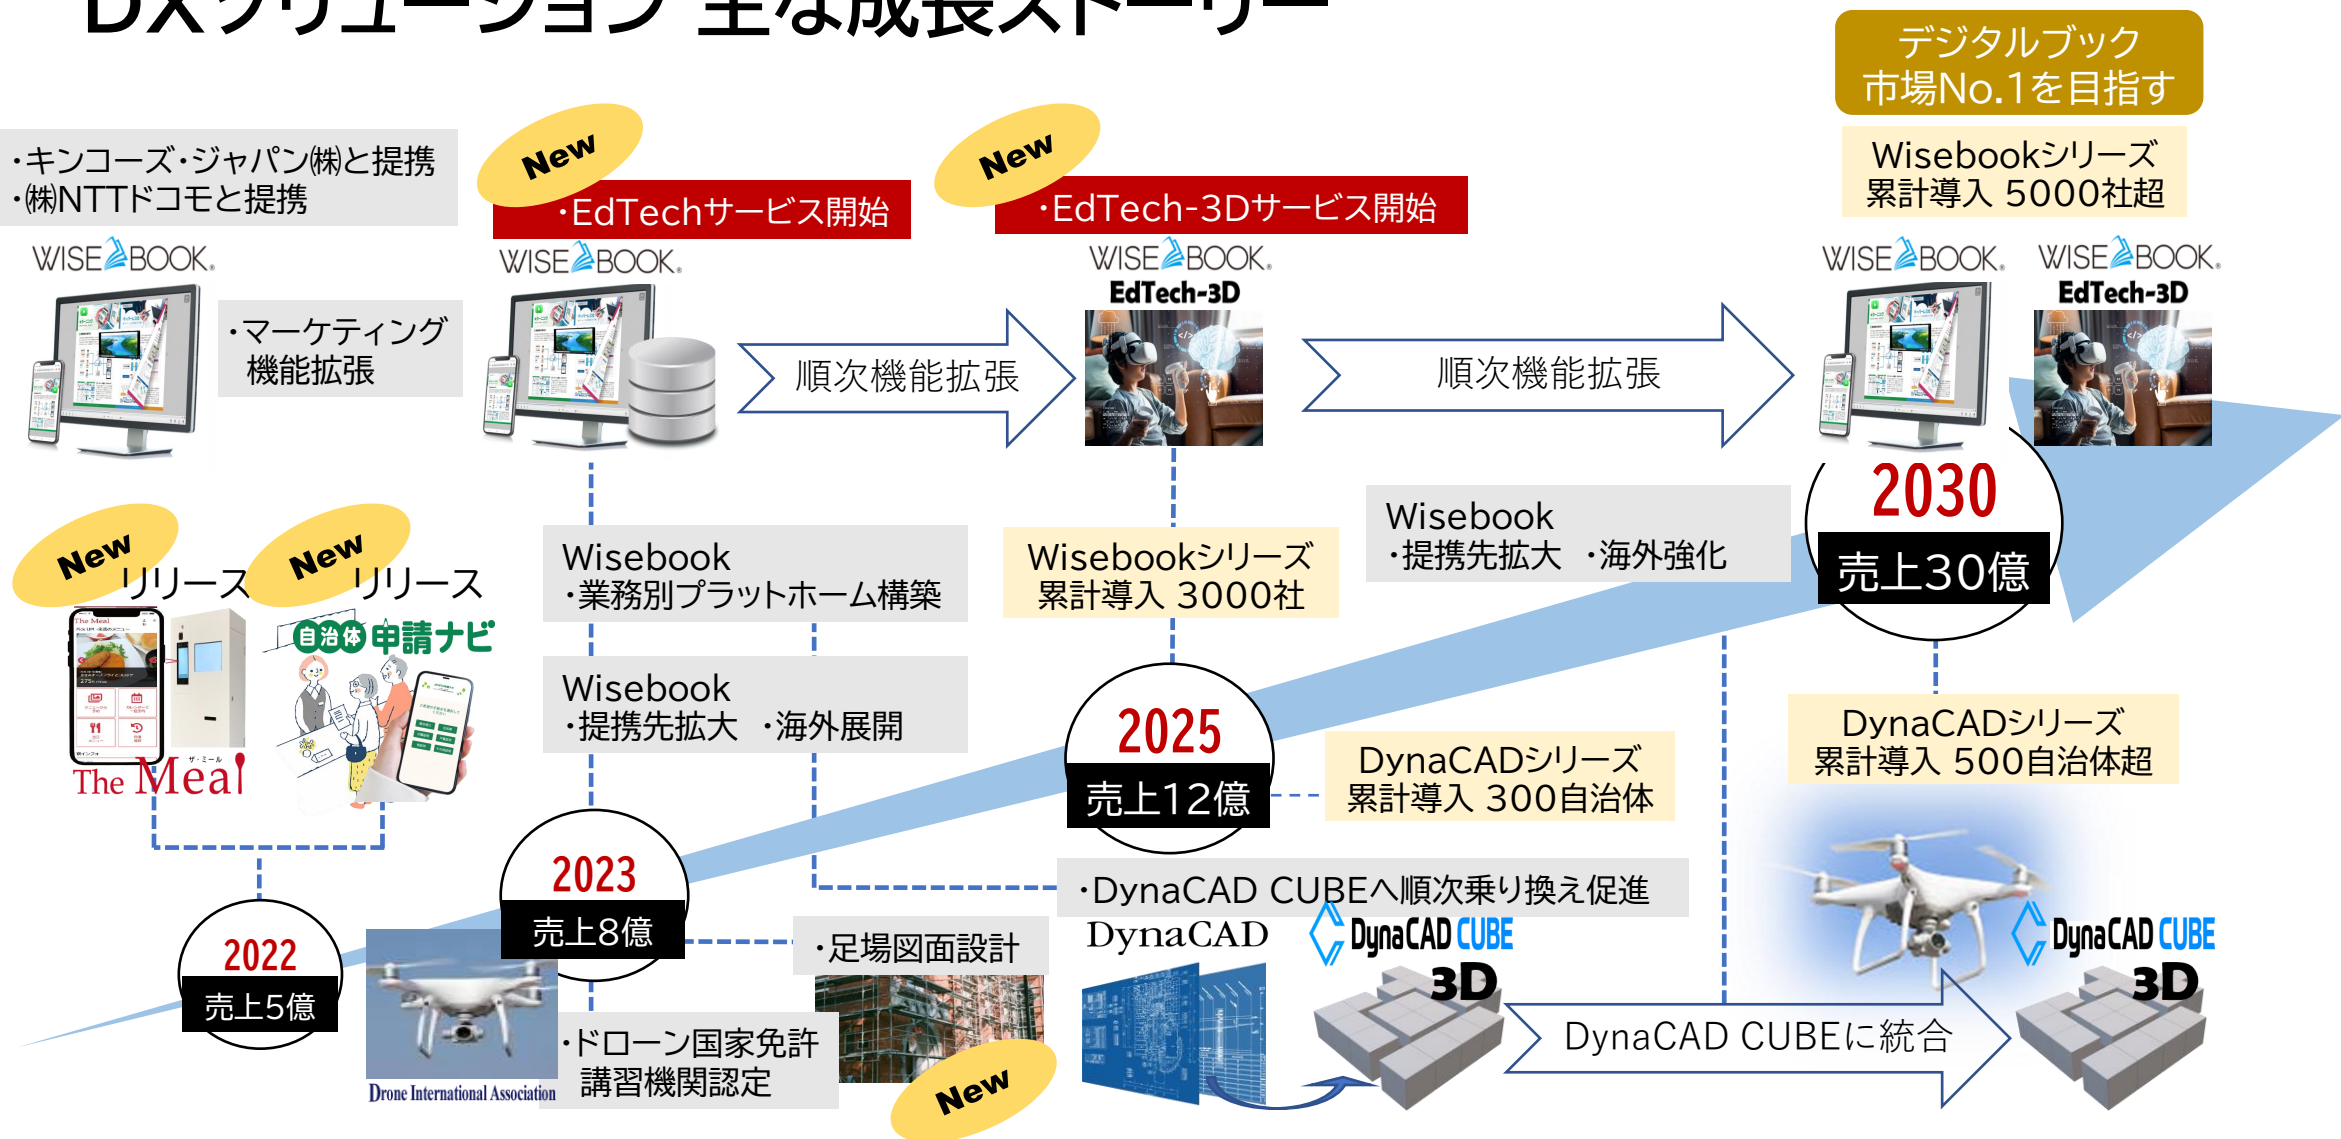 DXソリューション 主な成長ストーリー
デジタルブック
市場No.1を目指す
・キンコーズ・ジャパン㈱と提携
・㈱NTTドコモと提携
New
・EdTechサービス開始
New
・EdTech-3Dサービス開始
Wisebookシリーズ
累計導入 5000社超
WISE BOOK®
・マーケティング
機能拡張
WISE BOOK®
順次機能拡張
WISE BOOK®
EdTech-3D
順次機能拡張
WISE BOOK®
WISE BOOK®
EdTech-3D
New
リリース
The Meal
ザ・ミール
The Meal
New
リリース
自治体申請ナビ
Wisebook
・業務別プラットホーム構築
Wisebook
・提携先拡大 ・海外展開
Wisebookシリーズ
累計導入 3000社
Wisebook
・提携先拡大 ・海外強化
2030
売上30億
2025
売上12億
DynaCADシリーズ
累計導入 300自治体
DynaCADシリーズ
累計導入 500自治体超
2023
売上8億
2022
売上5億
Drone International Association
・ドローン国家免許
講習機関認定
・足場図面設計
New
・DynaCAD CUBEへ順次乗り換え促進
DynaCAD
DynaCAD CUBE
3D
DynaCAD CUBEに統合
DynaCAD CUBE
3D